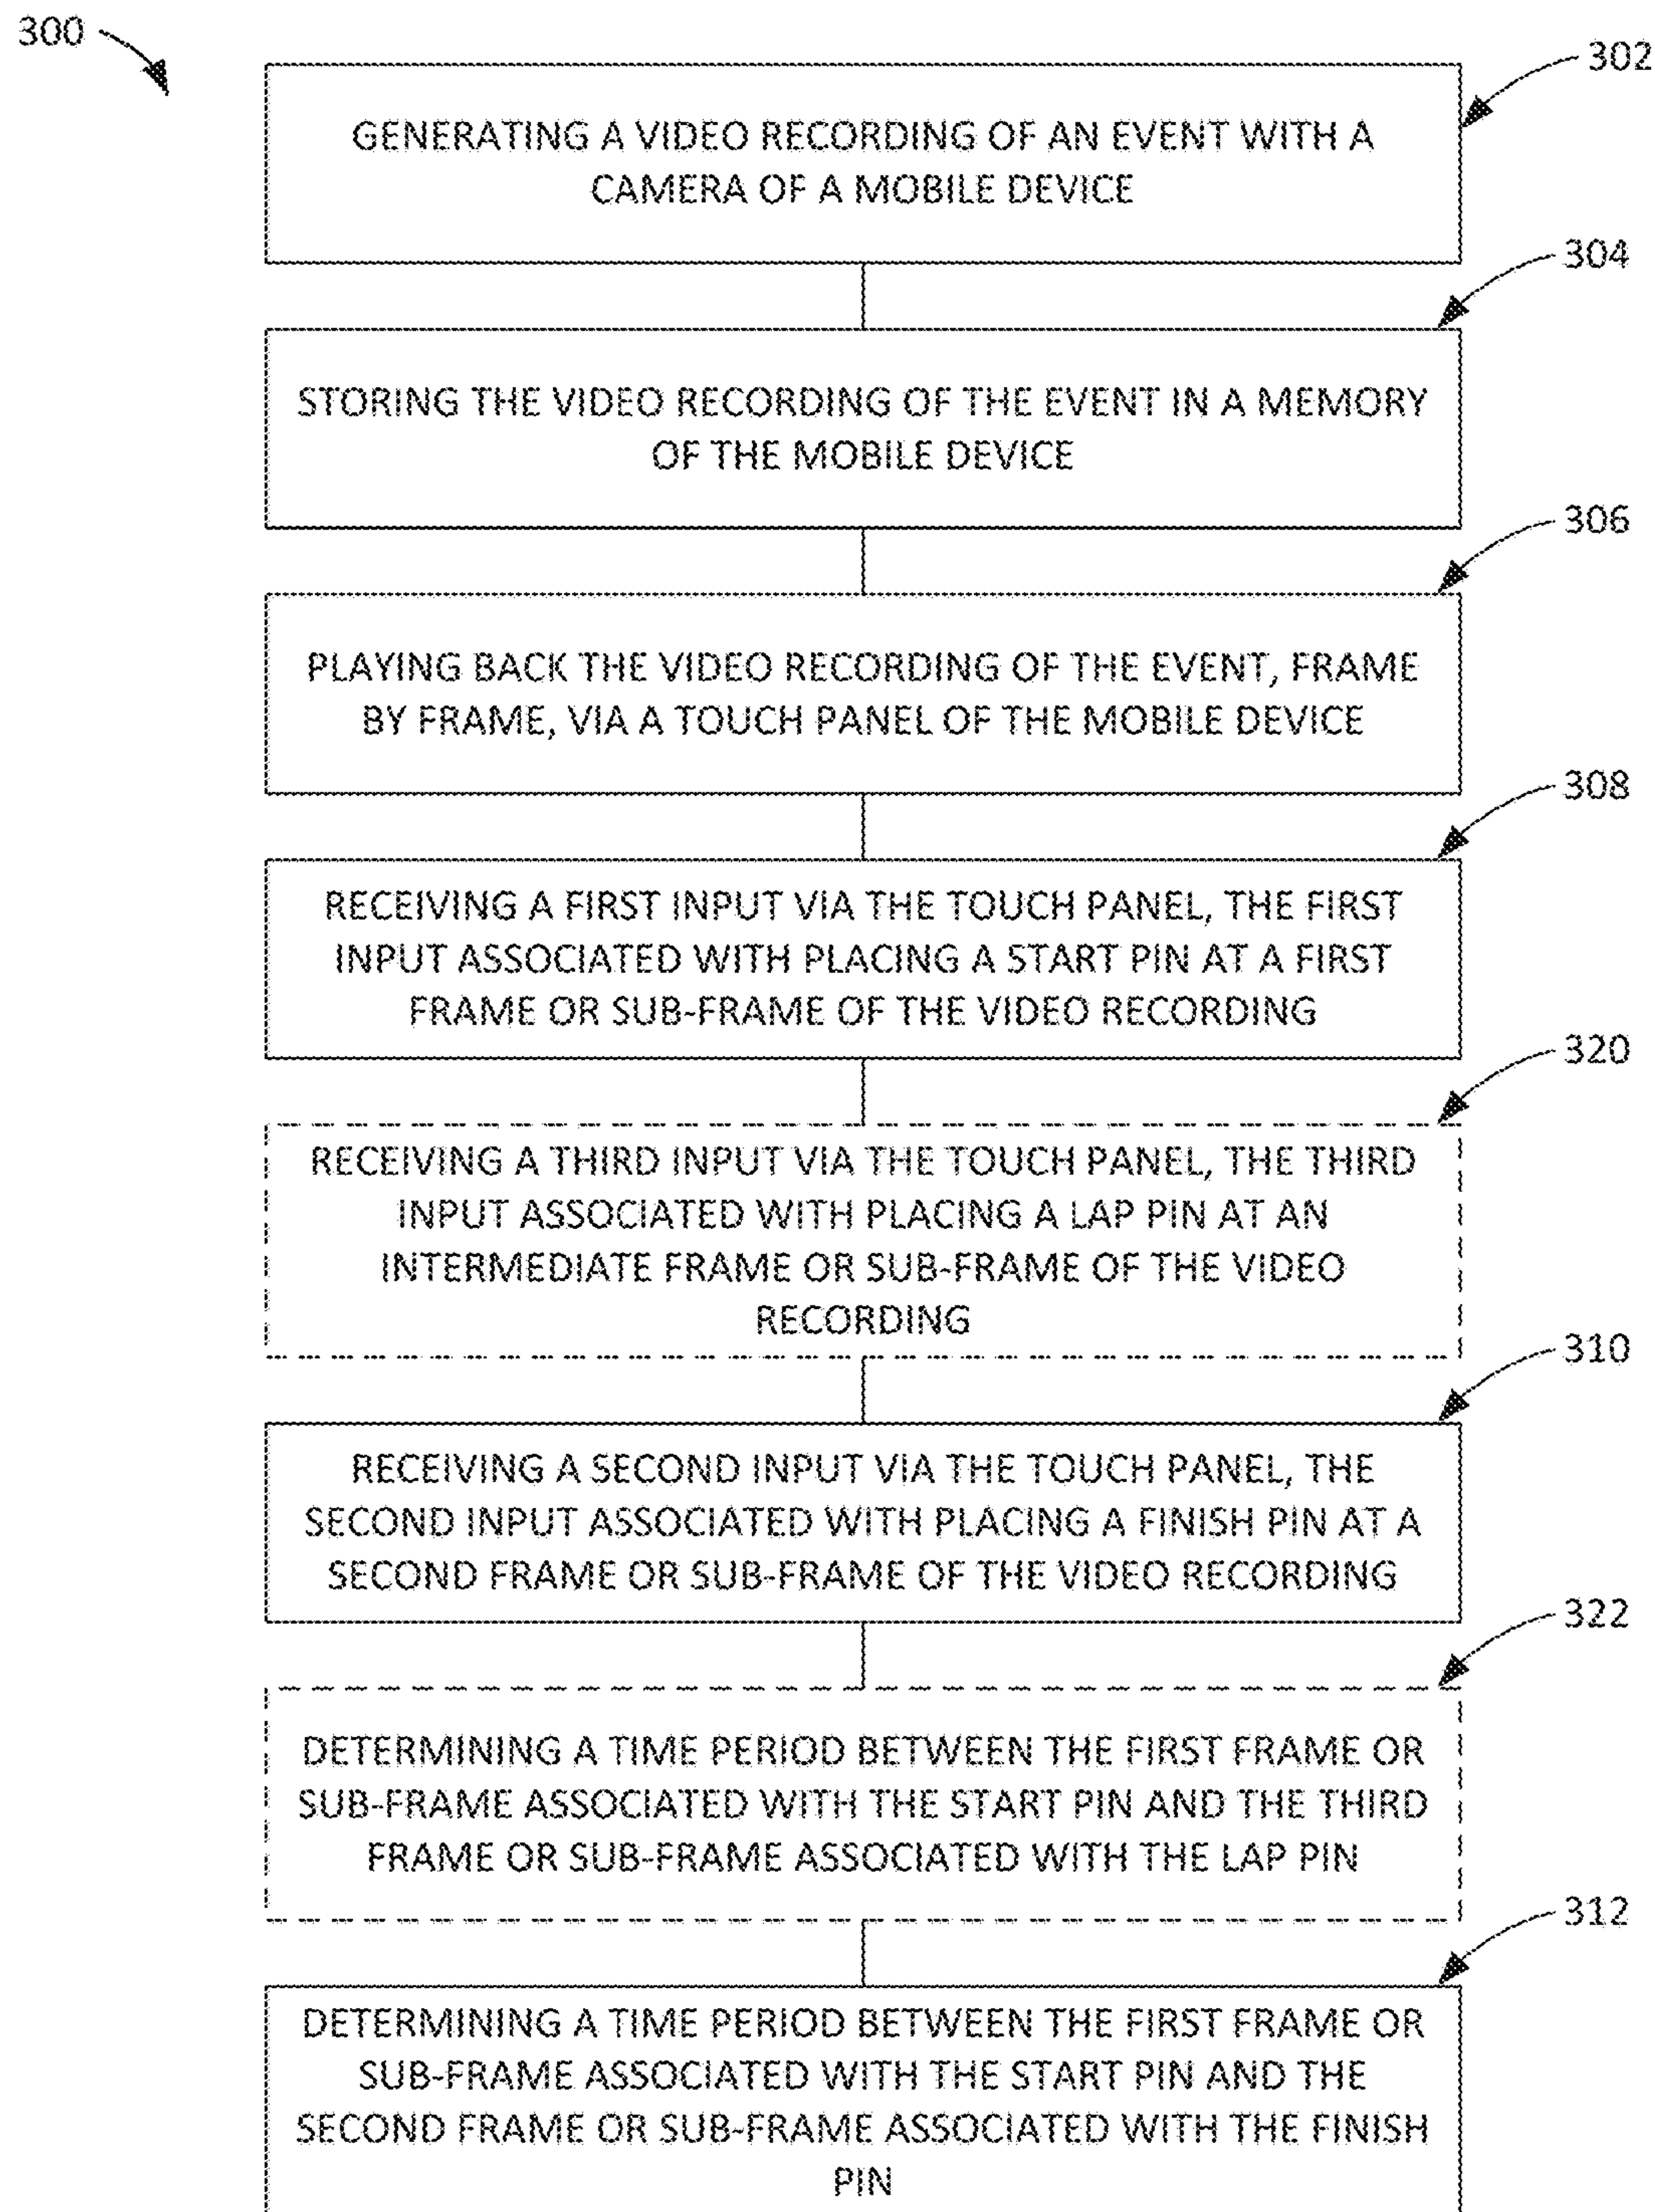 300
302
GENERATING A VIDEO RECORDING OF AN EVENT WITH A
CAMERA OF A MOBILE DEVICE
304
STORING THE VIDEO RECORDING OF THE EVENT IN A MEMORY
OF THE MOBILE DEVICE
306
PLAYING BACK THE VIDEO RECORDING OF THE EVENT, FRAME
BY FRAME, VIA A TOUCH PANEL OF THE MOBILE DEVICE
308
RECEIVING A FIRST INPUT VIA THE TOUCH PANEL, THE FIRST
INPUT ASSOCIATED WITH PLACING A START PIN AT A FIRST
FRAME OR SUB-FRAME OF THE VIDEO RECORDING
320
RECEIVING A THIRD INPUT VIA THE TOUCH PANEL, THE THIRD
INPUT ASSOCIATED WITH PLACING A LAP PIN AT AN
INTERMEDIATE FRAME OR SUB-FRAME OF THE VIDEO
RECORDING
310
RECEIVING A SECOND INPUT VIA THE TOUCH PANEL, THE
SECOND INPUT ASSOCIATED WITH PLACING A FINISH PIN AT A
SECOND FRAME OR SUB-FRAME OF THE VIDEO RECORDING
322
DETERMINING A TIME PERIOD BETWEEN THE FIRST FRAME OR
SUB-FRAME ASSOCIATED WITH THE START PIN AND THE THIRD
FRAME OR SUB-FRAME ASSOCIATED WITH THE LAP PIN
312
DETERMINING A TIME PERIOD BETWEEN THE FIRST FRAME OR
SUB-FRAME ASSOCIATED WITH THE START PIN AND THE
SECOND FRAME OR SUB-FRAME ASSOCIATED WITH THE FINISH
PIN